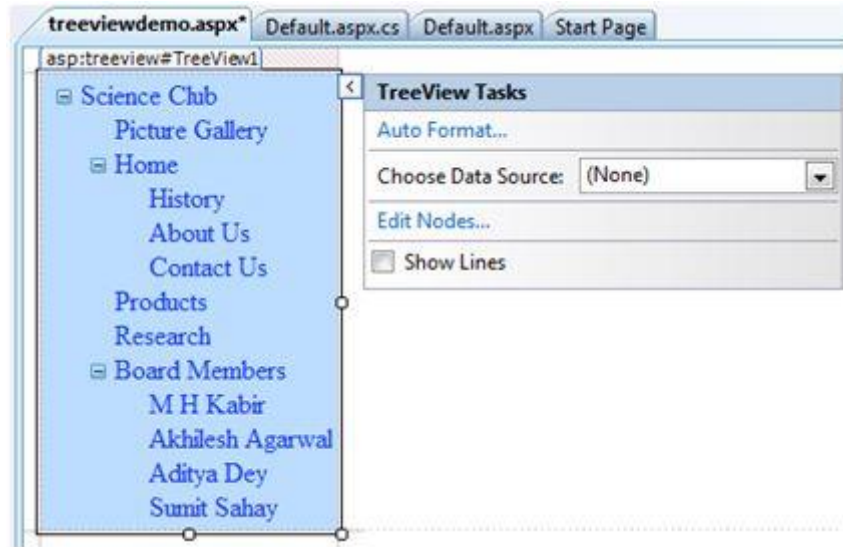 treeviewdemo.aspx* Default.aspx.cs Default.aspx Start Page
asp:treeview#TreeView1
Science Club
Picture Gallery
Home
History
About Us
Contact Us
Products
Research
Board Members
M H Kabir
Akhilesh Agarwal
Aditya Dey
Sumit Sahay
TreeView Tasks
Auto Format...
Choose Data Source: (None)
Edit Nodes...
Show Lines